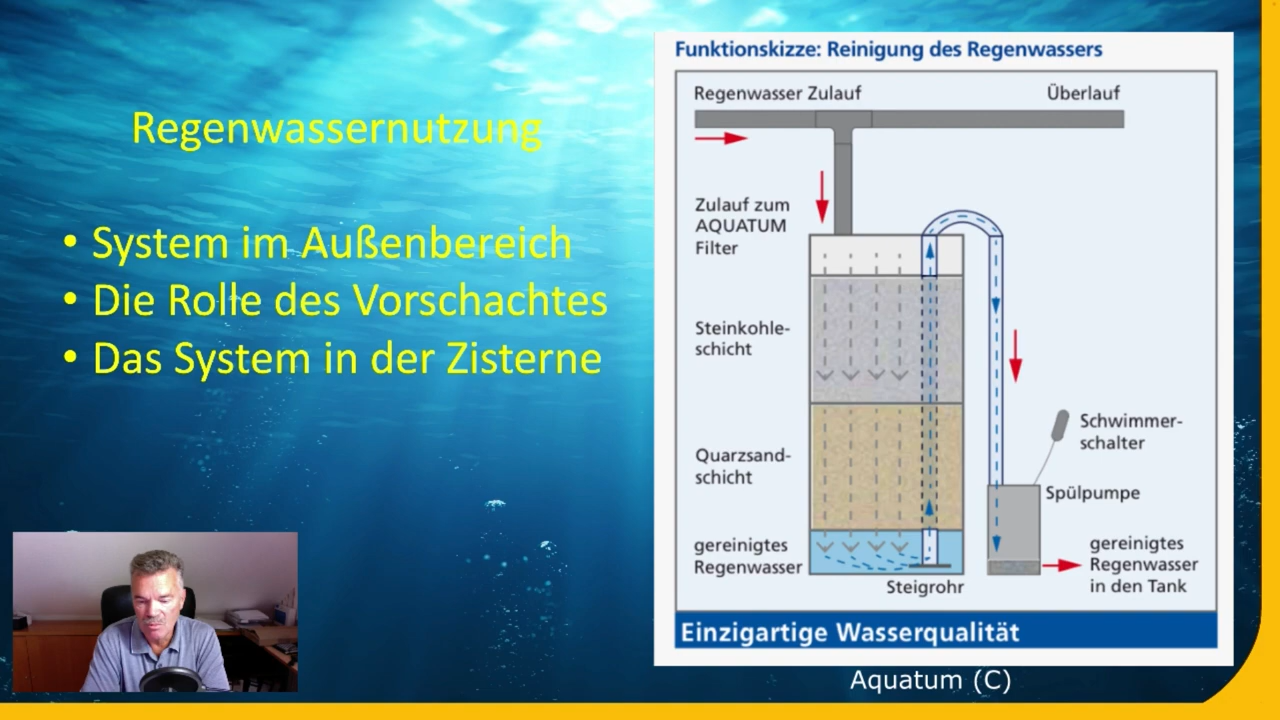 Regenwassernutzung
• System im Außenbereich
• Die Rolle des Vorschachtes
• Das System in der Zisterne
Funktionskizze: Reinigung des Regenwassers
Regenwasser Zulauf
Überlauf
Zulauf zum
AQUATUM
Filter
Steinkohle-
schicht
Quarzsand-
schicht
gereinigtes
Regenwasser
Steigrohr
Schwimmer-
schalter
Spülpumpe
gereinigtes
Regenwasser
in den Tank
Einzigartige Wasserqualität
Aquatum (C)